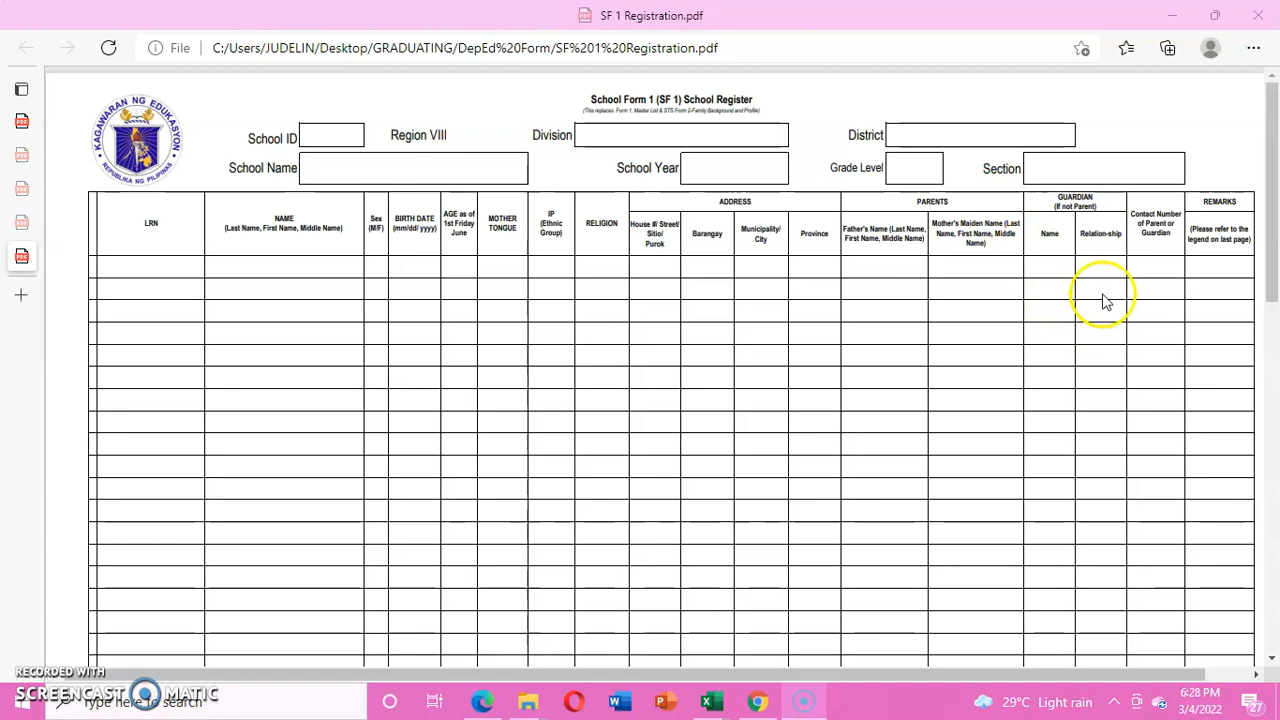 SF 1 Registration.pdf
File
C:/Users/JUDELIN/Desktop/GRADUATING/DepEd%20Form/SF%201%20Registration.pdf
KAGAWARAN NG EDUKASYON
REPUBLIKA NG PILIPINAS
School Form 1 (SF 1) School Register
(This replaces Form 1, Master List & STS Form 2-Family Background and Profile)
School ID
Region VIII
Division
District
School Name
School Year
Grade Level
Section
LRN
NAME
(Last Name, First Name, Middle Name)
Sex
(M/F)
BIRTH DATE
(mm/dd/ yyyy)
AGE as of
1st Friday
June
MOTHER
TONGUE
IP
(Ethnic
Group)
RELIGION
ADDRESS
House #/ Street/
Sitio/
Purok
Barangay
Municipality/
City
Province
PARENTS
Father's Name (Last Name,
First Name, Middle Name)
Mother's Maiden Name (Last
Name, First Name, Middle
Name)
GUARDIAN
(If not Parent)
Name
Relation-ship
Contact Number
of Parent or
Guardian
REMARKS
(Please refer to the
legend on last page)
RECORDED WITH
SCREENCAST MATIC
Type here to search
29°C Light rain
6:28 PM
3/4/2022
27